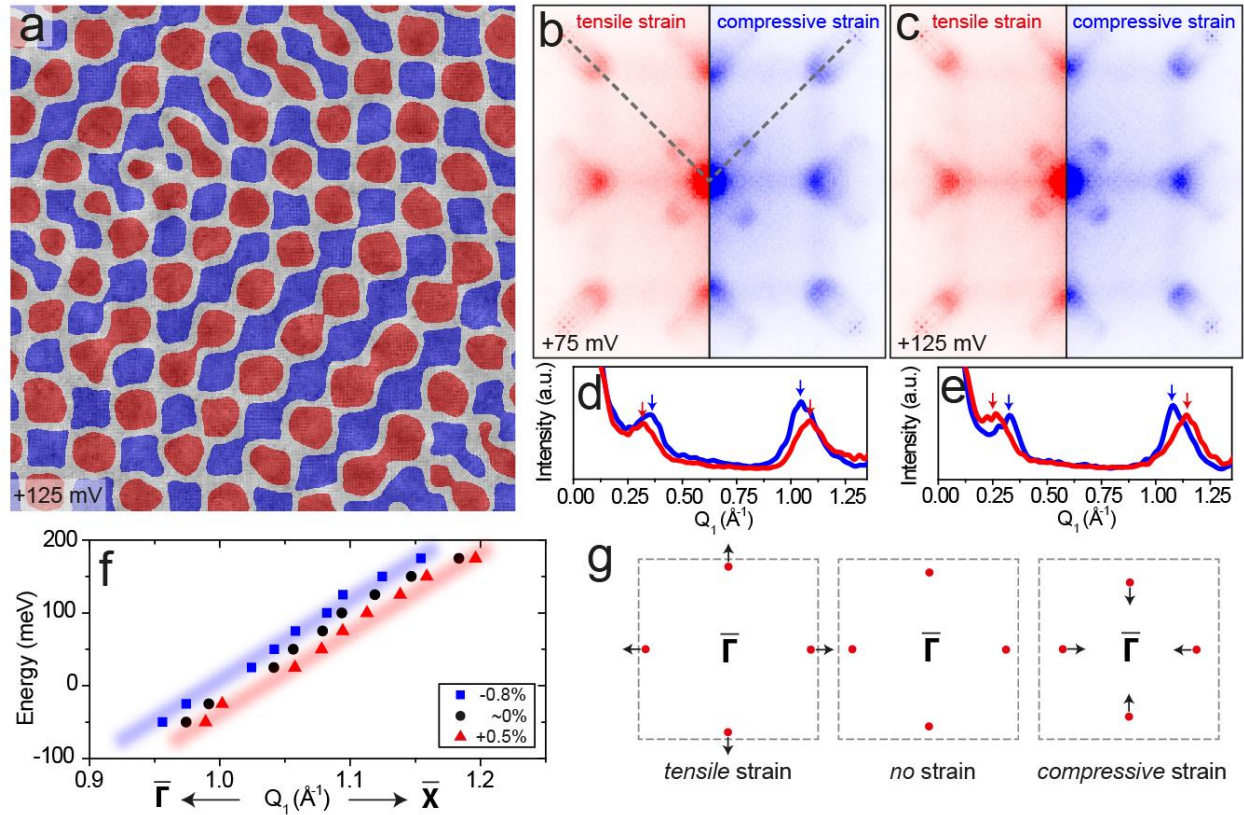 a
+125 mV
b
tensile strain
compressive strain
+75 mV
c
tensile strain
compressive strain
+125 mV
d
Intensity (a.u.)
0.00 0.25 0.50 0.75 1.00 1.25
Q₁(Å⁻¹)
e
Intensity (a.u.)
0.00 0.25 0.50 0.75 1.00 1.25
Q₁(Å⁻¹)
f
Energy (meV)
200
100
0
-100
-0.8%
~0%
+0.5%
0.9 1.0 1.1 1.2
Γ̅ Q₁(Å⁻¹) X̅
g
Γ̅ Γ̅ Γ̅
tensile strain no strain compressive strain